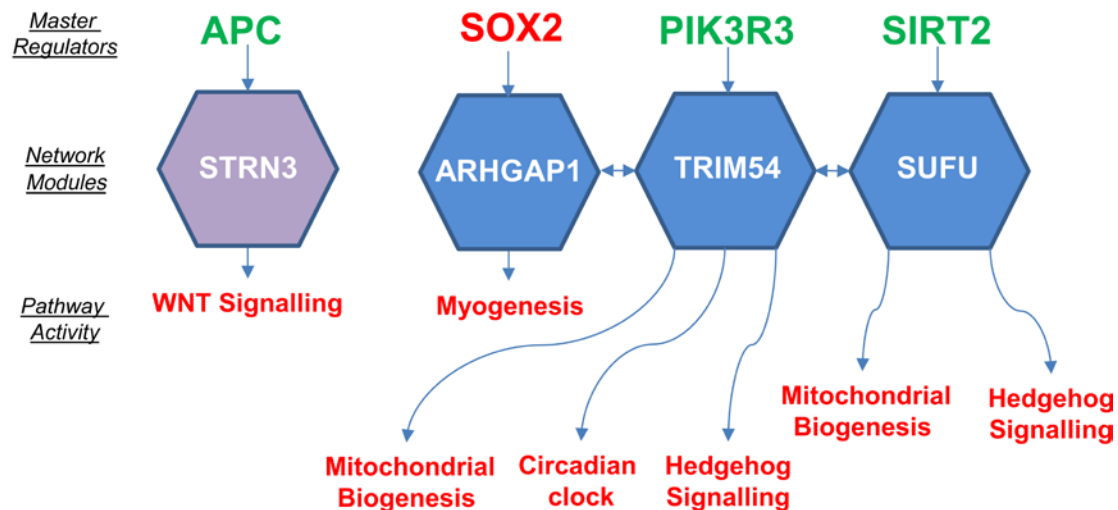 Master
Regulators
APC
SOX2
PIK3R3
SIRT2
Network
Modules
STRN3
ARHGAP1
TRIM54
SUFU
Pathway
Activity
WNT Signalling
Myogenesis
Mitochondrial
Biogenesis
Circadian
clock
Hedgehog
Signalling
Mitochondrial
Biogenesis
Hedgehog
Signalling